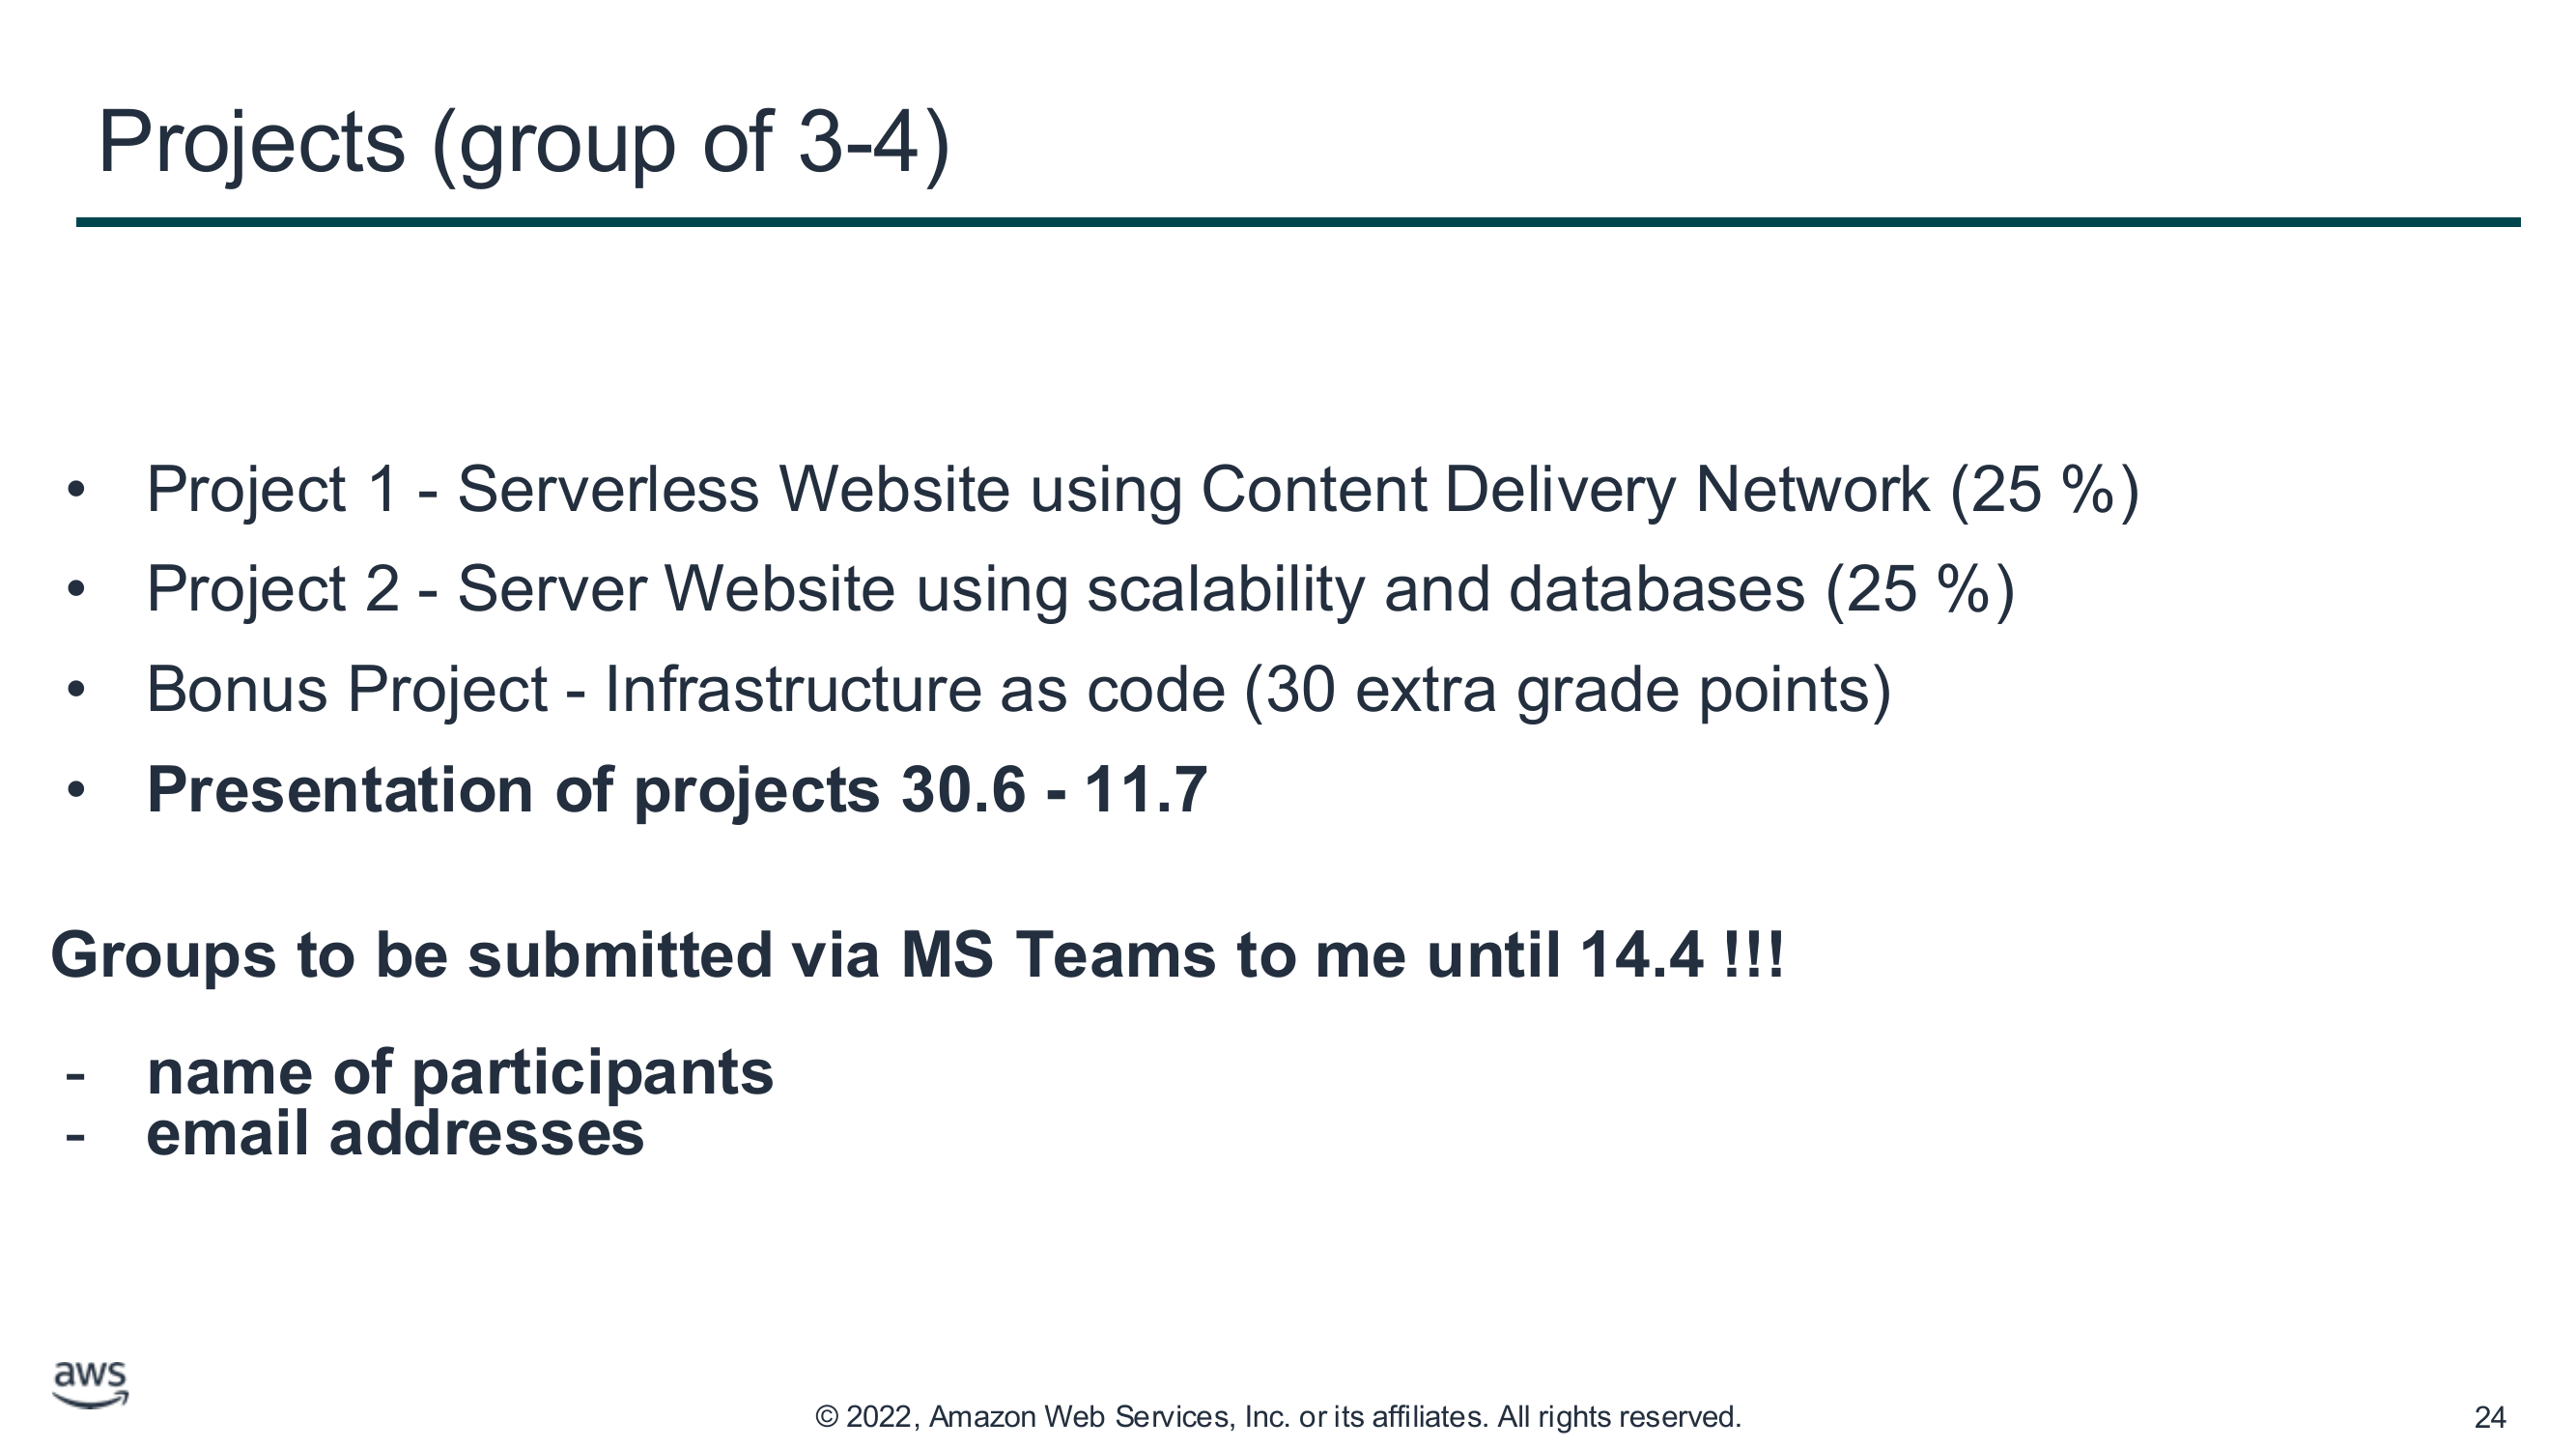 Projects (group of 3-4)
• Project 1 - Serverless Website using Content Delivery Network (25 %)
• Project 2 - Server Website using scalability and databases (25 %)
• Bonus Project - Infrastructure as code (30 extra grade points)
• Presentation of projects 30.6 - 11.7
Groups to be submitted via MS Teams to me until 14.4 !!!
- name of participants
- email addresses
aws
© 2022, Amazon Web Services, Inc. or its affiliates. All rights reserved.
24